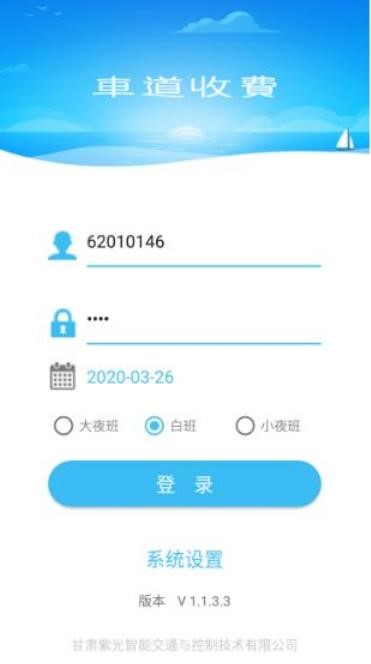 車道收費
62010146
••••
2020-03-26
大夜班 白班 小夜班
登 录
系统设置
版本 V 1.1.3.3
甘肃紫光智能交通与控制技术有限公司